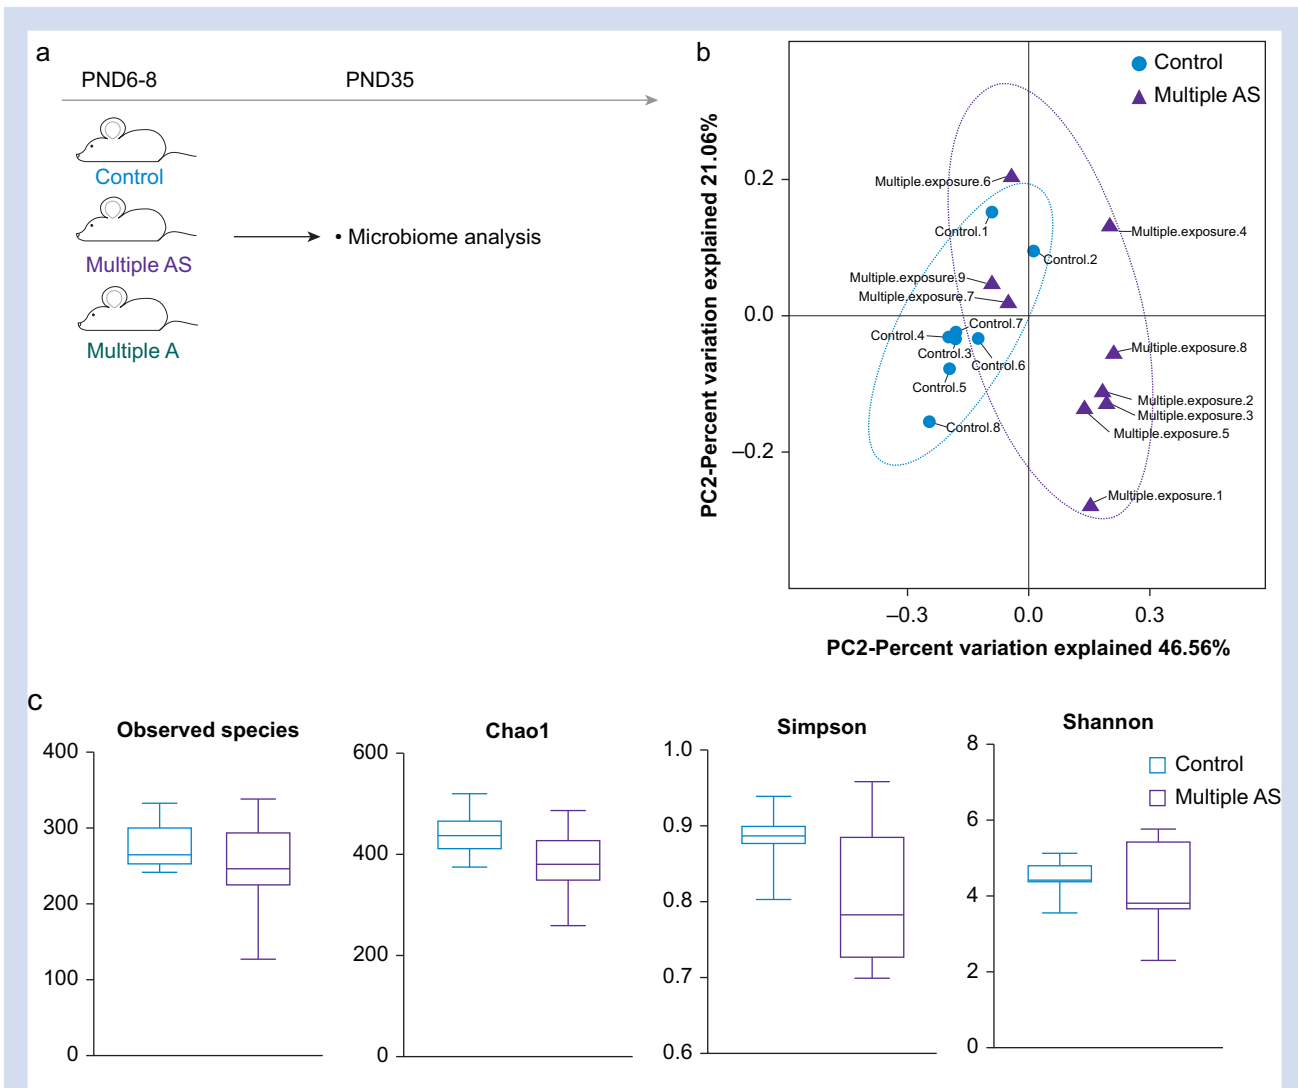 a
PND6-8
PND35
Control
Multiple AS
• Microbiome analysis
Multiple A
b
Control
Multiple AS
PC2-Percent variation explained 21.06%
0.2
0.0
–0.2
Multiple.exposure.6
Control.1
Multiple.exposure.4
Control.2
Multiple.exposure.9
Multiple.exposure.7
Control.7
Control.4
Control.3
Control.6
Multiple.exposure.8
Control.5
Multiple.exposure.2
Multiple.exposure.3
Control.8
Multiple.exposure.5
Multiple.exposure.1
–0.3
0.0
0.3
PC2-Percent variation explained 46.56%
c
Observed species
400
300
200
100
0
Chao1
600
400
200
0
Simpson
1.0
0.9
0.8
0.7
0.6
Shannon
8
6
4
2
0
Control
Multiple AS